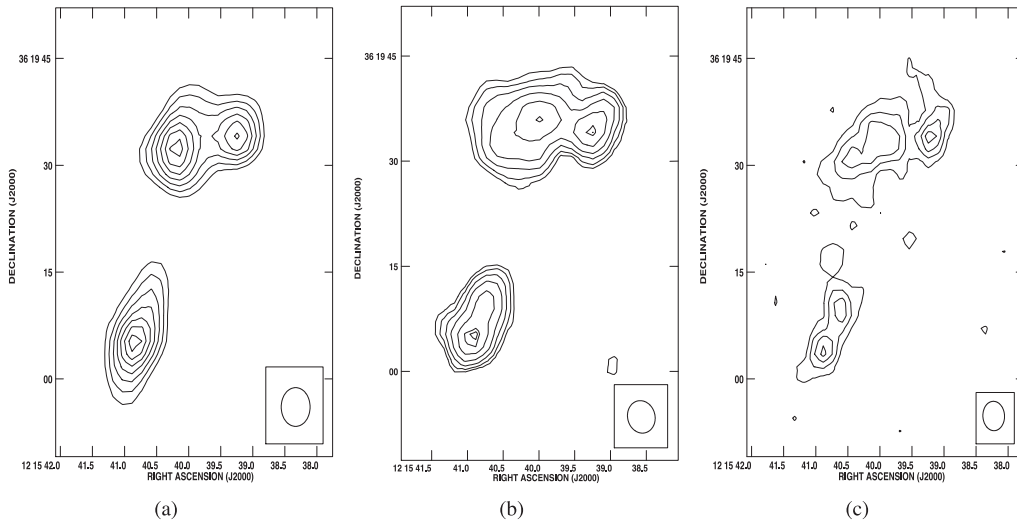 DECLINATION (J2000)
36 19 45
30
15
00
12 15 42.0 41.5 41.0 40.5 40.0 39.5 39.0 38.5 38.0
RIGHT ASCENSION (J2000)
(a)
DECLINATION (J2000)
36 19 45
30
15
00
12 15 42.0 41.5 41.0 40.5 40.0 39.5 39.0 38.5
RIGHT ASCENSION (J2000)
(b)
DECLINATION (J2000)
36 19 45
30
15
00
12 15 42.0 41.5 41.0 40.5 40.0 39.5 39.0 38.5 38.0
RIGHT ASCENSION (J2000)
(c)